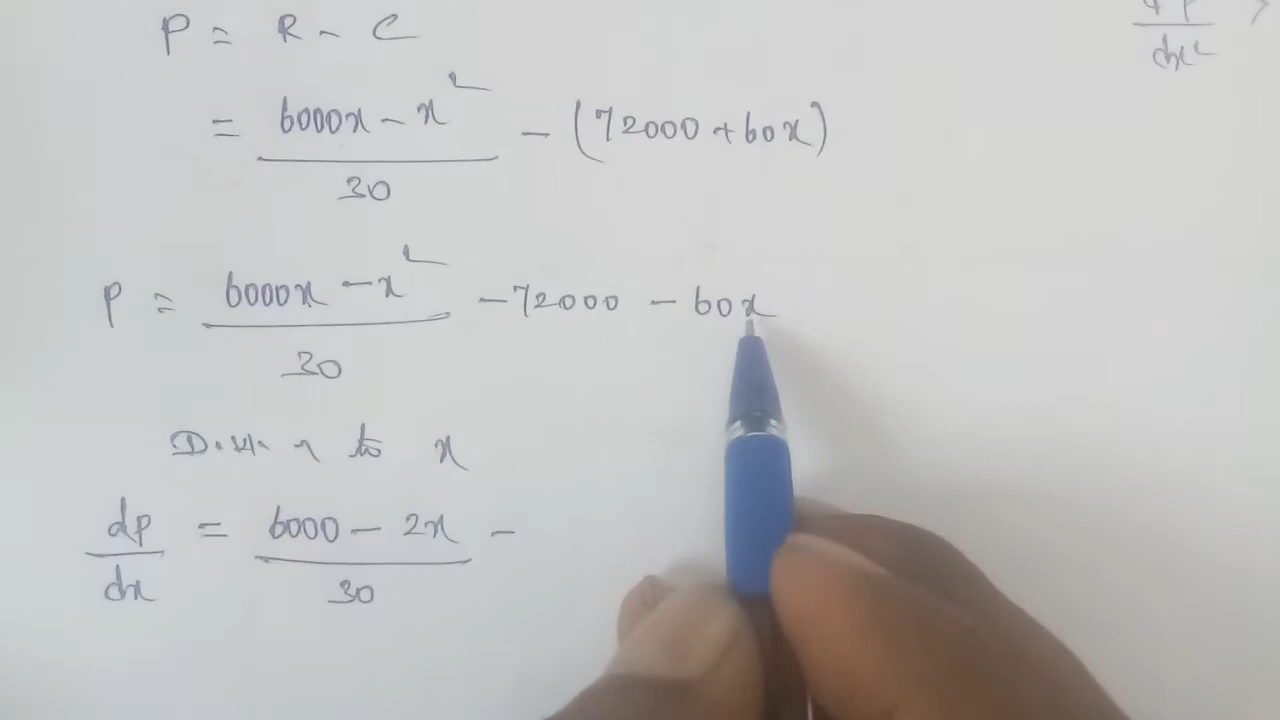 P = R - C
= (6000x - x²)/30 - (72000 + 60x)
P = (6000x - x²)/30 - 72000 - 60x
to x
dp/dx = (6000 - 2x)/30 -